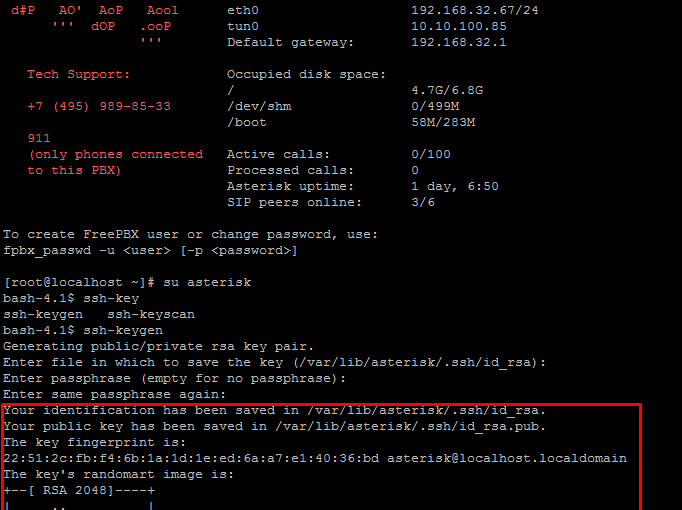 d#P   AO'  AoP   Aool      eth0                   192.168.32.67/24
      '''  dOP   .ooP      tun0                   10.10.100.85
                 '''       Default gateway:       192.168.32.1
  Tech Support:            Occupied disk space:
                           /                      4.7G/6.8G
  +7 (495) 989-85-33       /dev/shm               0/499M
                           /boot                  58M/283M
  911
  (only phones connected   Active calls:          0/100
  to this PBX)             Processed calls:       0
                           Asterisk uptime:       1 day, 6:50
                           SIP peers online:      3/6
To create FreePBX user or change password, use:
fpbx_passwd -u <user> [-p <password>]
[root@localhost ~]# su asterisk
bash-4.1$ ssh-key
ssh-keygen   ssh-keyscan
bash-4.1$ ssh-keygen
Generating public/private rsa key pair.
Enter file in which to save the key (/var/lib/asterisk/.ssh/id_rsa):
Enter passphrase (empty for no passphrase):
Enter same passphrase again:
Your identification has been saved in /var/lib/asterisk/.ssh/id_rsa.
Your public key has been saved in /var/lib/asterisk/.ssh/id_rsa.pub.
The key fingerprint is:
22:51:2c:fb:f4:6b:1a:1d:1e:ed:6a:a7:e1:40:36:bd asterisk@localhost.localdomain
The key's randomart image is:
+--[ RSA 2048]----+
|     ..          |